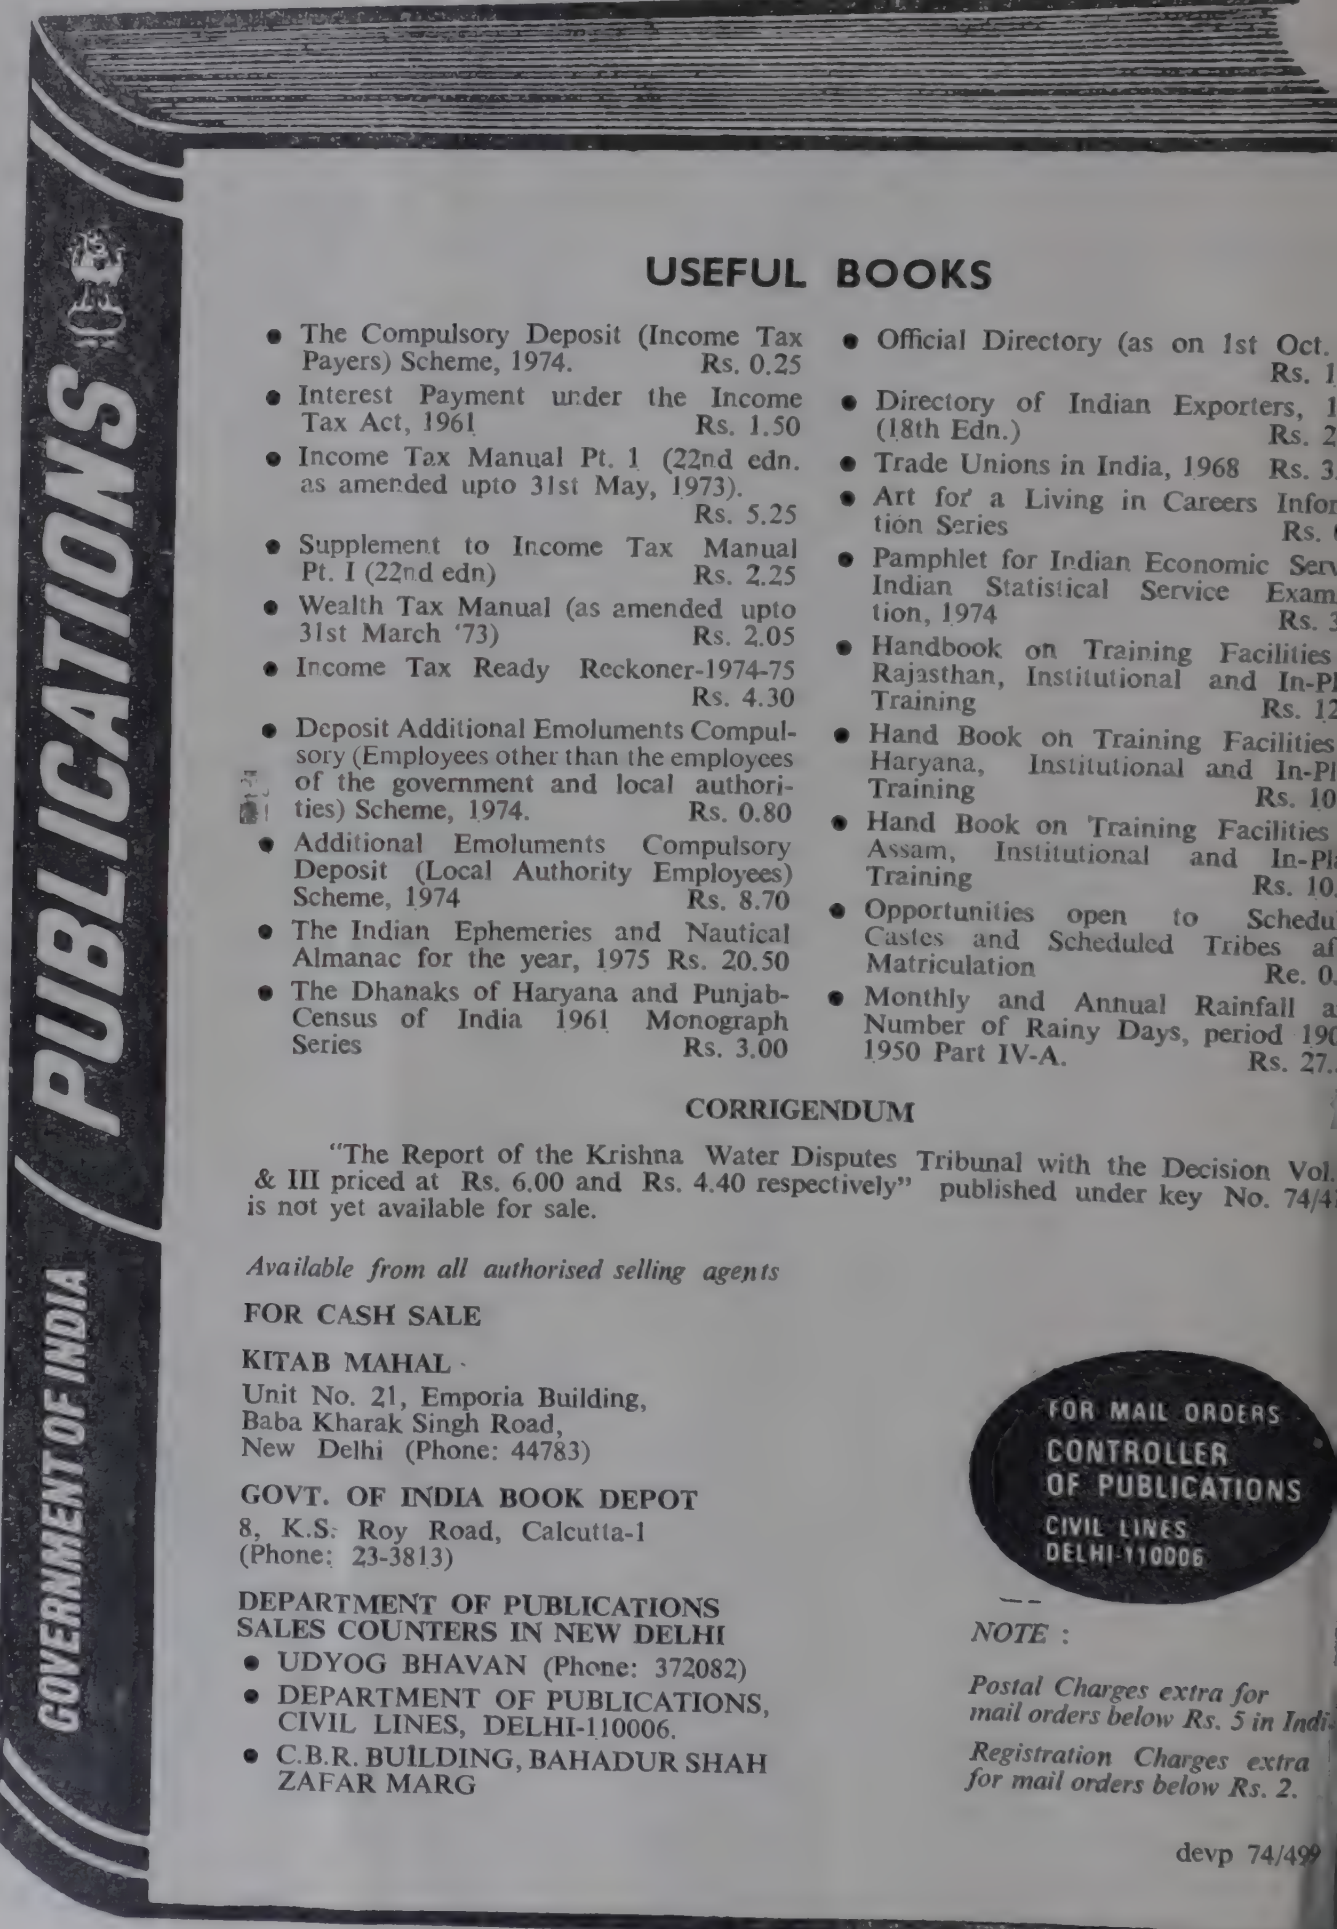 GOVERNMENT OF INDIA PUBLICATIONS
USEFUL BOOKS
● The Compulsory Deposit (Income Tax
Payers) Scheme, 1974. Rs. 0.25
● Interest Payment under the Income
Tax Act, 1961 Rs. 1.50
● Income Tax Manual Pt. 1 (22nd edn.
as amended upto 31st May, 1973).
Rs. 5.25
● Supplement to Income Tax Manual
Pt. I (22nd edn) Rs. 2.25
● Wealth Tax Manual (as amended upto
31st March ‘73) Rs. 2.05
● Income Tax Ready Reckoner-1974-75
Rs. 4.30
● Deposit Additional Emoluments Compul-
sory (Employees other than the employees
of the government and local authori-
ties) Scheme, 1974. Rs. 0.80
● Additional Emoluments Compulsory
Deposit (Local Authority Employees)
Scheme, 1974 Rs. 8.70
● The Indian Ephemeries and Nautical
Almanac for the year, 1975 Rs. 20.50
● The Dhanaks of Haryana and Punjab-
Census of India 1961 Monograph
Series Rs. 3.00
● Official Directory (as on 1st Oct.
Rs.
● Directory of Indian Exporters,
(18th Edn.) Rs.
● Trade Unions in India, 1968 Rs.
● Art for a Living in Careers
tion Series Rs.
● Pamphlet for Indian Economic
Indian Statistical Service
tion, 1974 Rs.
● Handbook on Training Facilities
Rajasthan, Institutional and
Training Rs.
● Hand Book on Training Facilities
Haryana, Institutional and
Training Rs.
● Hand Book on Training Facilities
Assam, Institutional and
Training Rs.
● Opportunities open to
Castes and Scheduled Tribes
Matriculation Re.
● Monthly and Annual Rainfall
Number of Rainy Days, period
1950 Part IV-A. Rs.
CORRIGENDUM
“The Report of the Krishna Water Disputes Tribunal with the Decision Vol.
& III priced at Rs. 6.00 and Rs. 4.40 respectively” published under key No.
is not yet available for sale.
Available from all authorised selling agents
FOR CASH SALE
KITAB MAHAL
Unit No. 21, Emporia Building,
Baba Kharak Singh Road,
New Delhi (Phone: 44783)
GOVT. OF INDIA BOOK DEPOT
8, K.S. Roy Road, Calcutta-1
(Phone: 23-3813)
DEPARTMENT OF PUBLICATIONS
SALES COUNTERS IN NEW DELHI
● UDYOG BHAVAN (Phone: 372082)
● DEPARTMENT OF PUBLICATIONS,
CIVIL LINES, DELHI-110006.
● C.B.R. BUILDING, BAHADUR SHAH
ZAFAR MARG
FOR MAIL ORDERS
CONTROLLER
OF PUBLICATIONS
CIVIL LINES
DELHI-110006
NOTE :
Postal Charges extra for
mail orders below Rs. 5 in
Registration Charges extra
for mail orders below Rs. 2.
devp 74/499